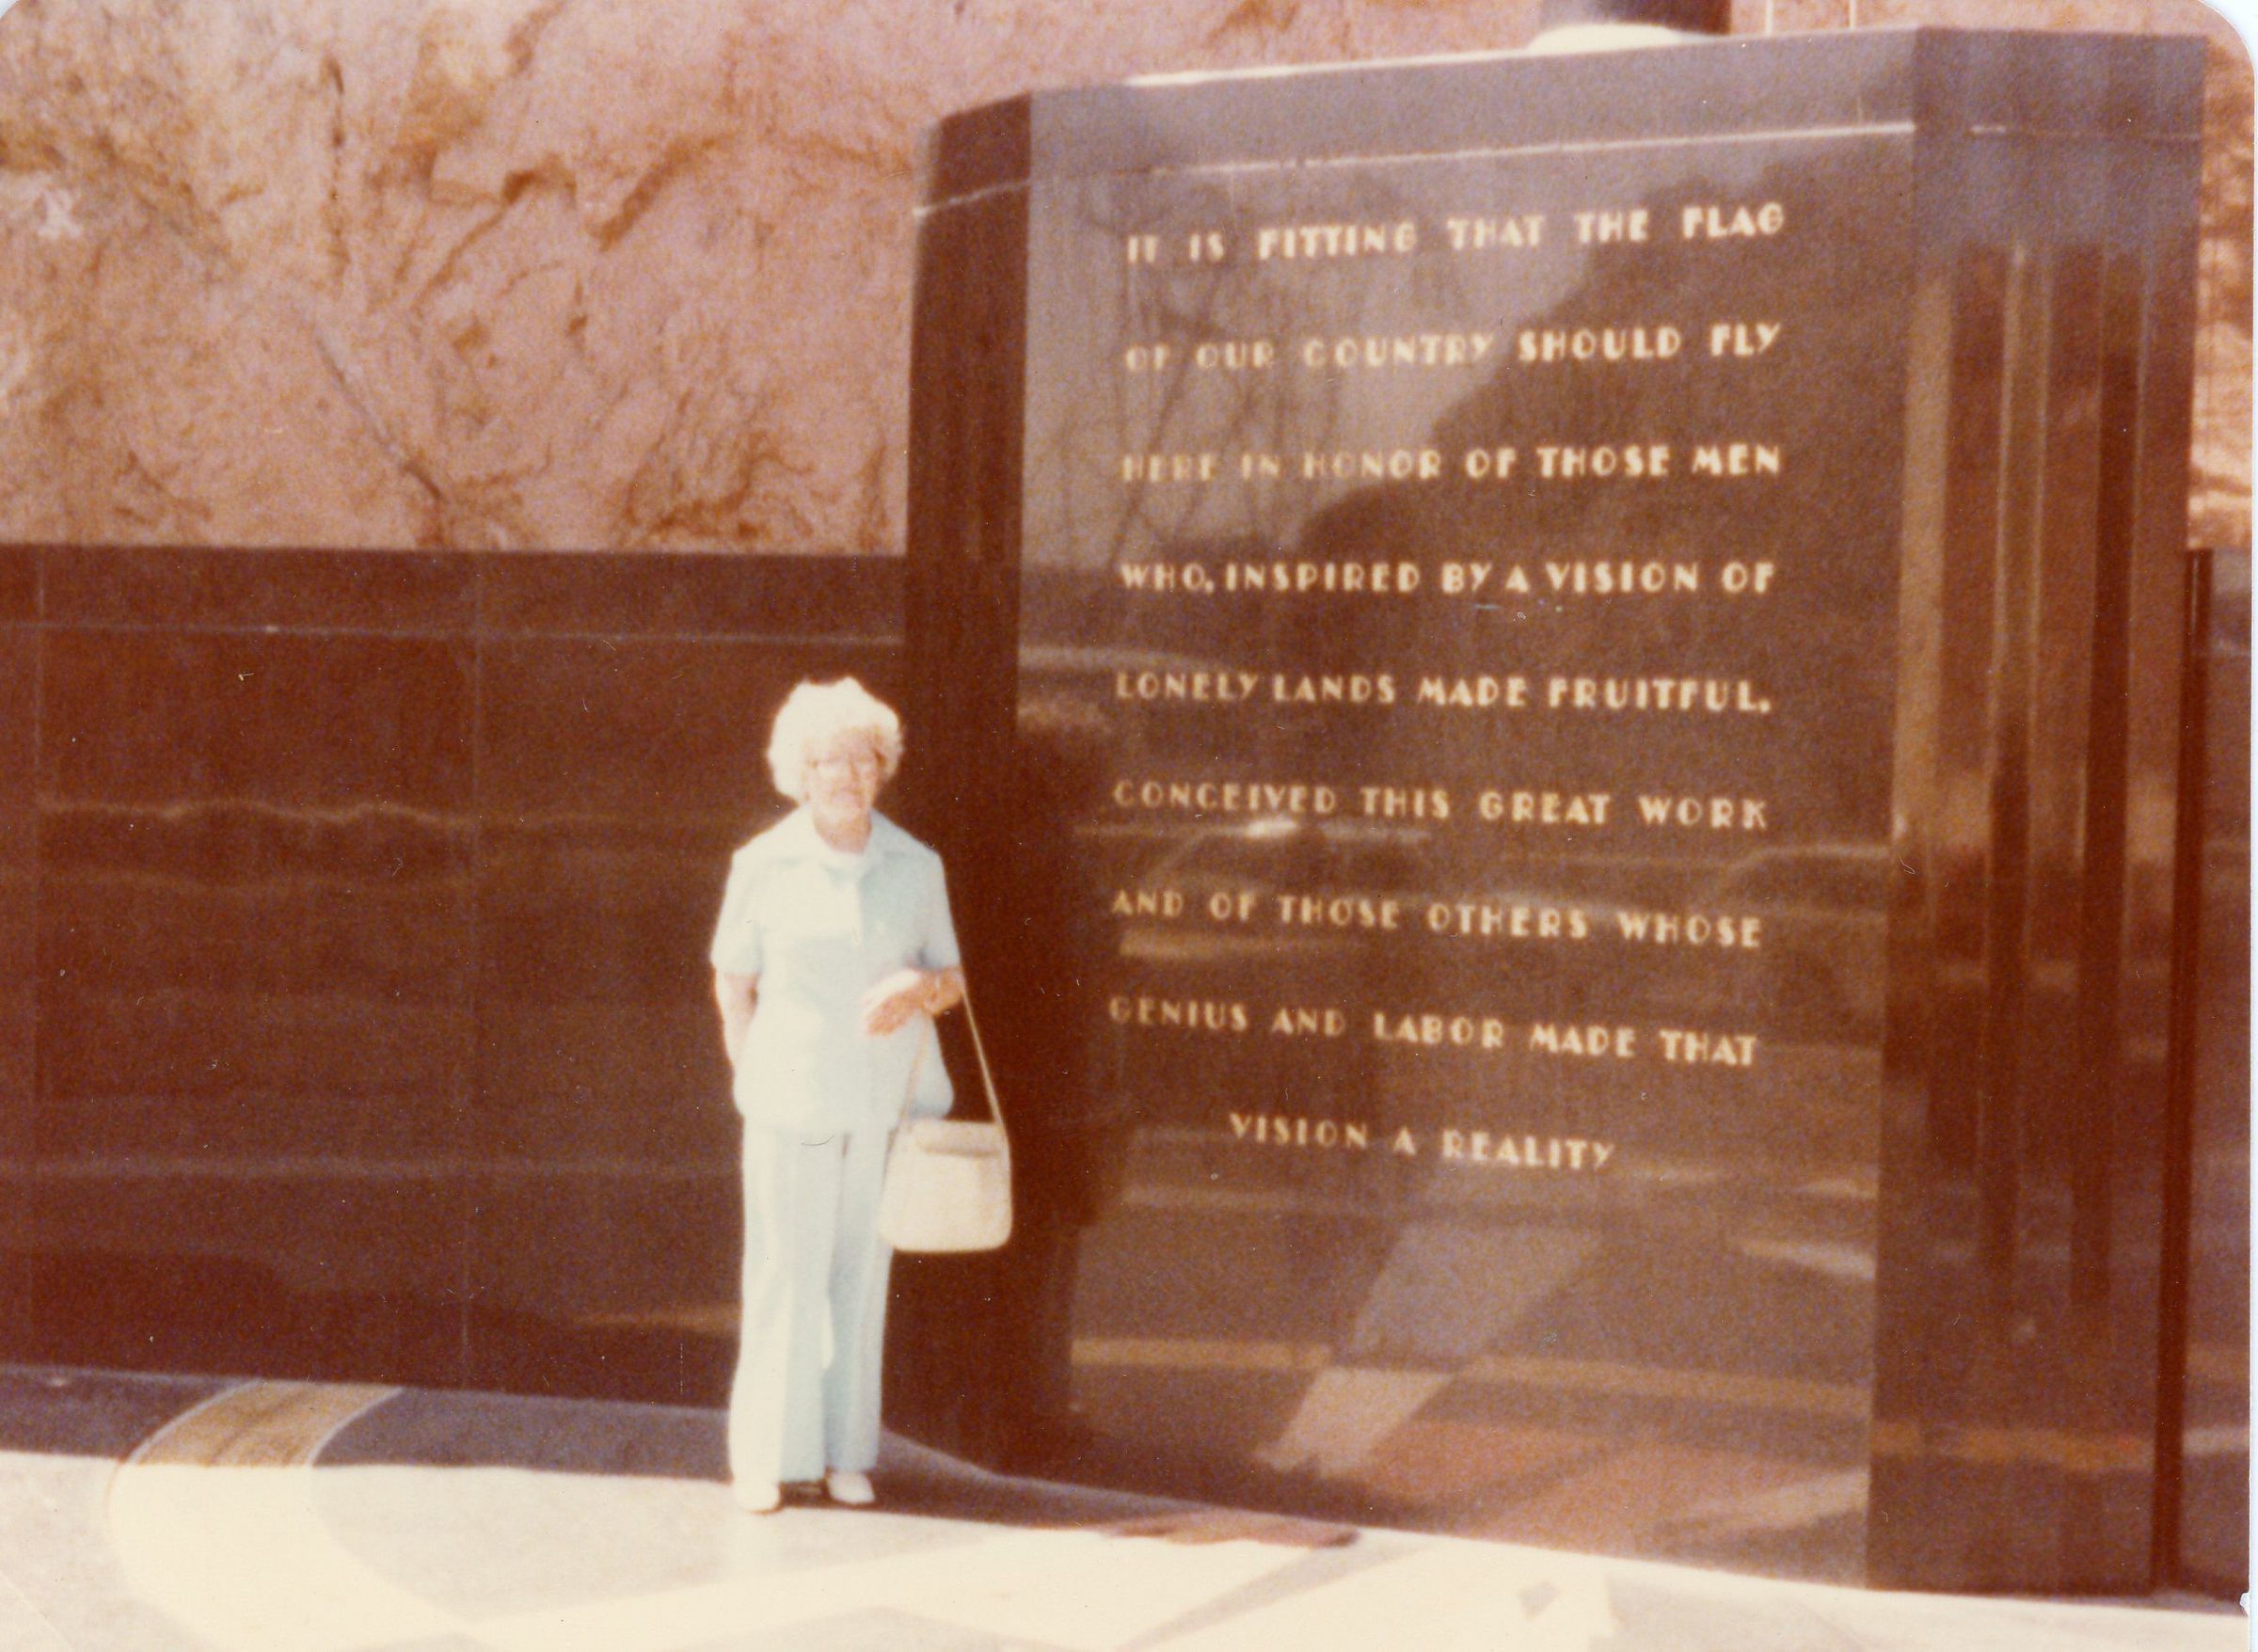 IT IS FITTING THAT THE FLAG
OF OUR COUNTRY SHOULD FLY
HERE IN HONOR OF THOSE MEN
WHO, INSPIRED BY A VISION OF
LONELY LANDS MADE FRUITFUL,
CONCEIVED THIS GREAT WORK
AND OF THOSE OTHERS WHOSE
GENIUS AND LABOR MADE THAT
VISION A REALITY